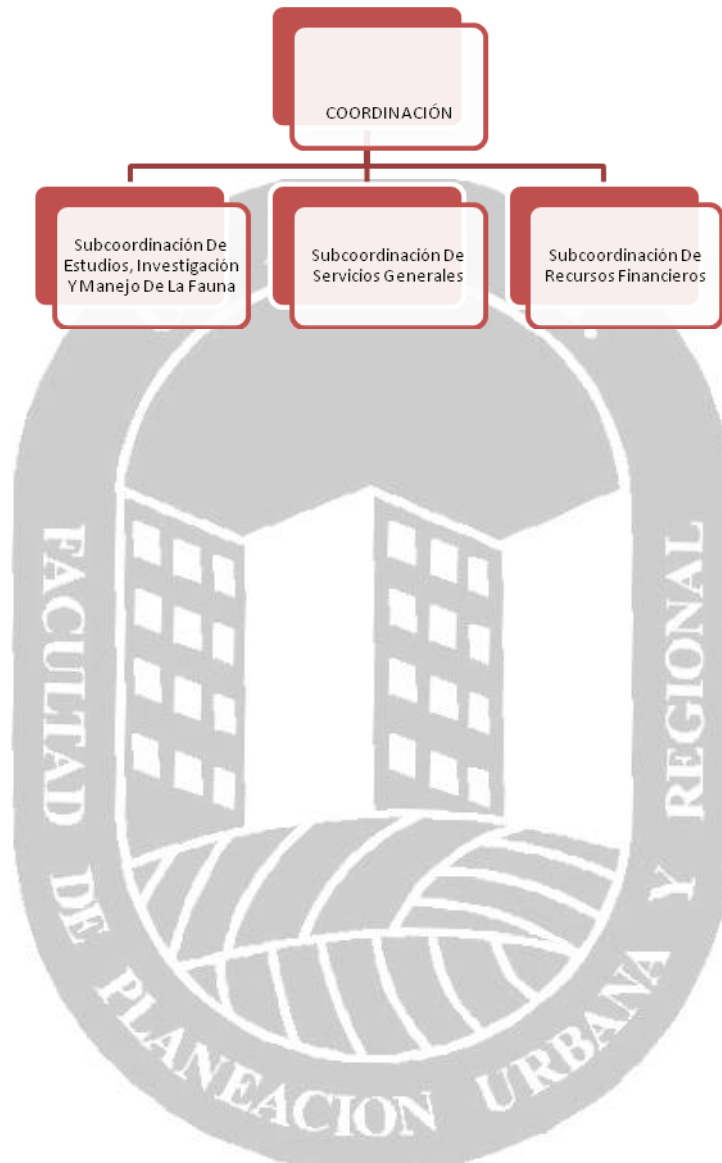 COORDINACIÓN
Subcoordinación De
Estudios, Investigación
Y Manejo De La Fauna
Subcoordinación De
Servicios Generales
Subcoordinación De
Recursos Financieros
FACULTAD DE PLANEACION URBANA Y REGIONAL